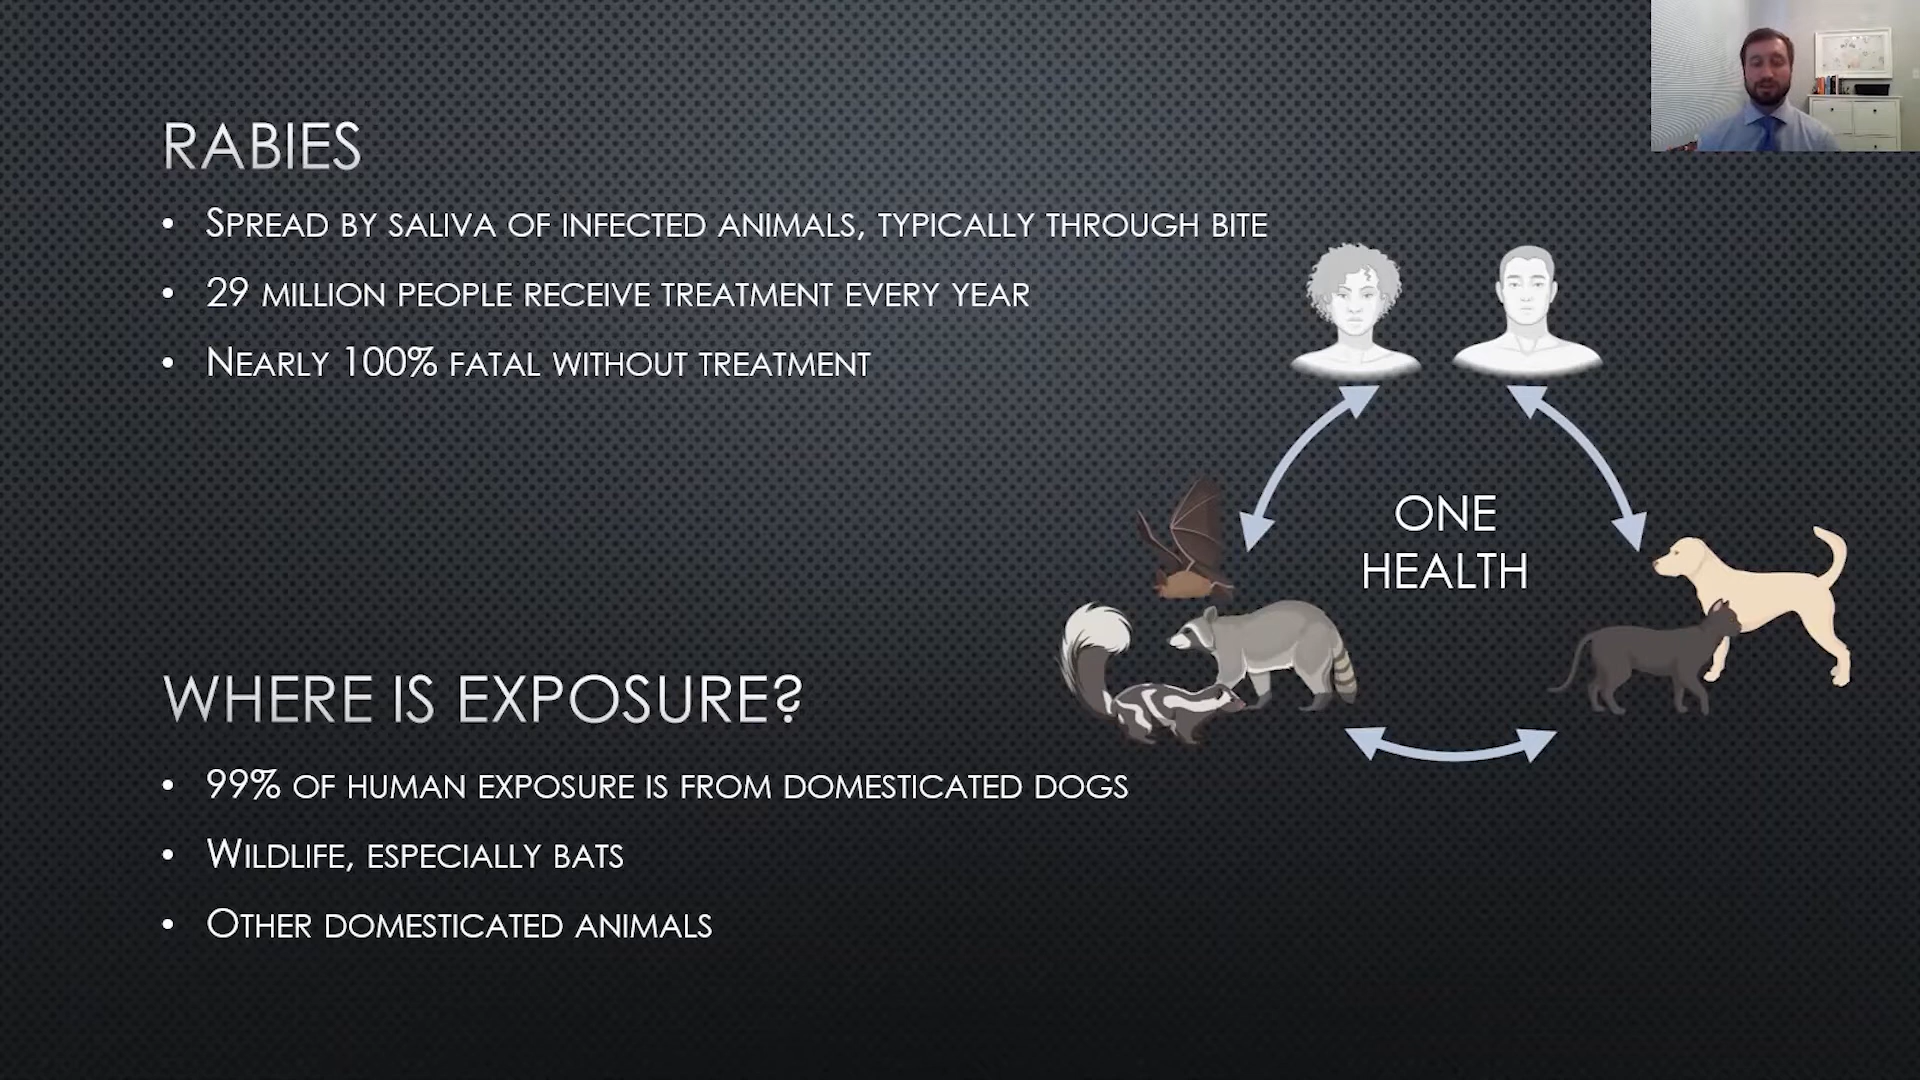 RABIES
• SPREAD BY SALIVA OF INFECTED ANIMALS, TYPICALLY THROUGH BITE
• 29 MILLION PEOPLE RECEIVE TREATMENT EVERY YEAR
• NEARLY 100% FATAL WITHOUT TREATMENT
ONE
HEALTH
WHERE IS EXPOSURE?
• 99% OF HUMAN EXPOSURE IS FROM DOMESTICATED DOGS
• WILDLIFE, ESPECIALLY BATS
• OTHER DOMESTICATED ANIMALS